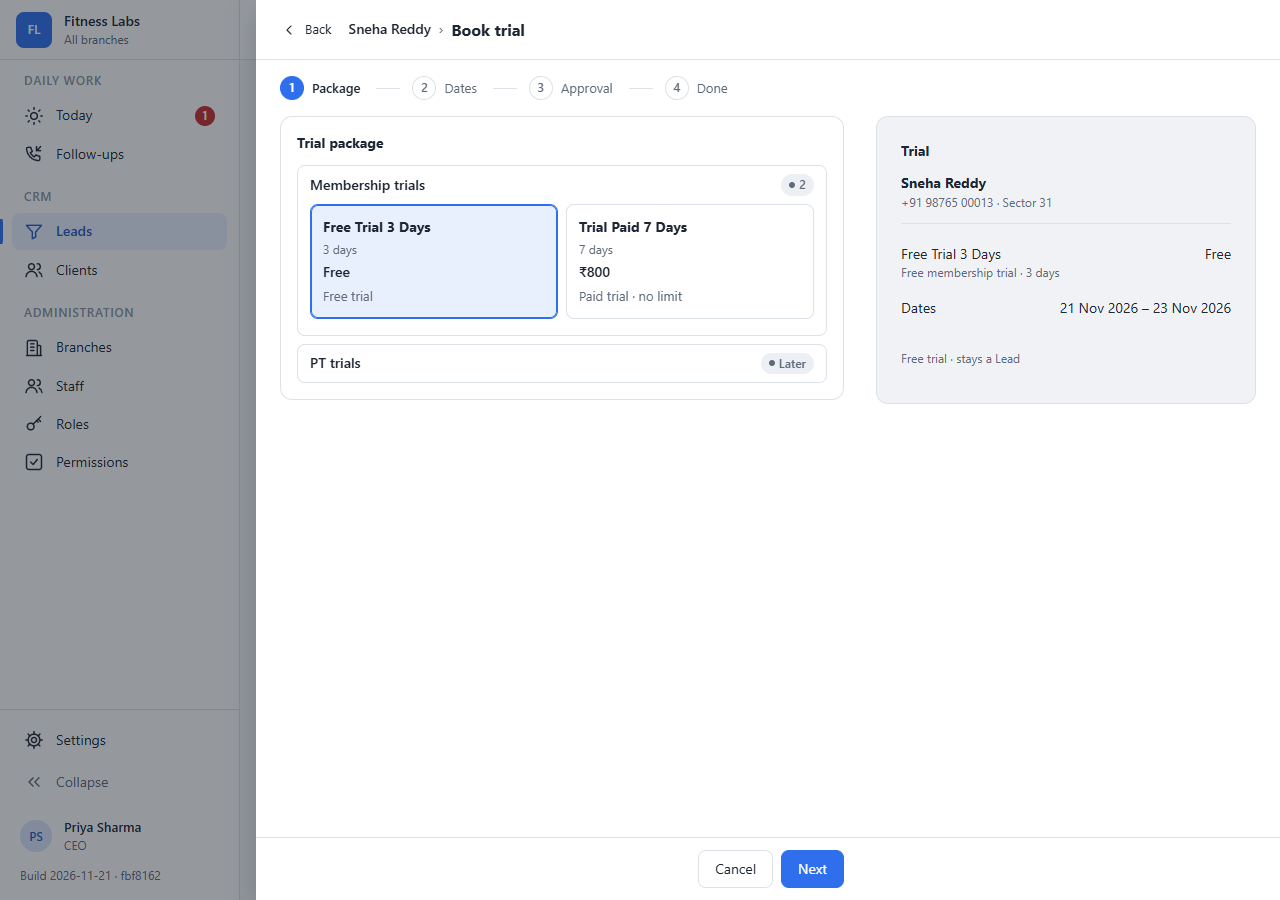 FL
Fitness Labs
All branches
DAILY WORK
Today
1
Follow-ups
CRM
Leads
Clients
ADMINISTRATION
Branches
Staff
Roles
Permissions
Settings
Collapse
PS
Priya Sharma
CEO
Build 2026-11-21 · fbf8162
Back
Sneha Reddy › Book trial
1 Package
2 Dates
3 Approval
4 Done
Trial package
Membership trials
• 2
Free Trial 3 Days
3 days
Free
Free trial
Trial Paid 7 Days
7 days
₹800
Paid trial · no limit
PT trials
• Later
Trial
Sneha Reddy
+91 98765 00013 · Sector 31
Free Trial 3 Days Free
Free membership trial · 3 days
Dates 21 Nov 2026 – 23 Nov 2026
Free trial · stays a Lead
Cancel
Next